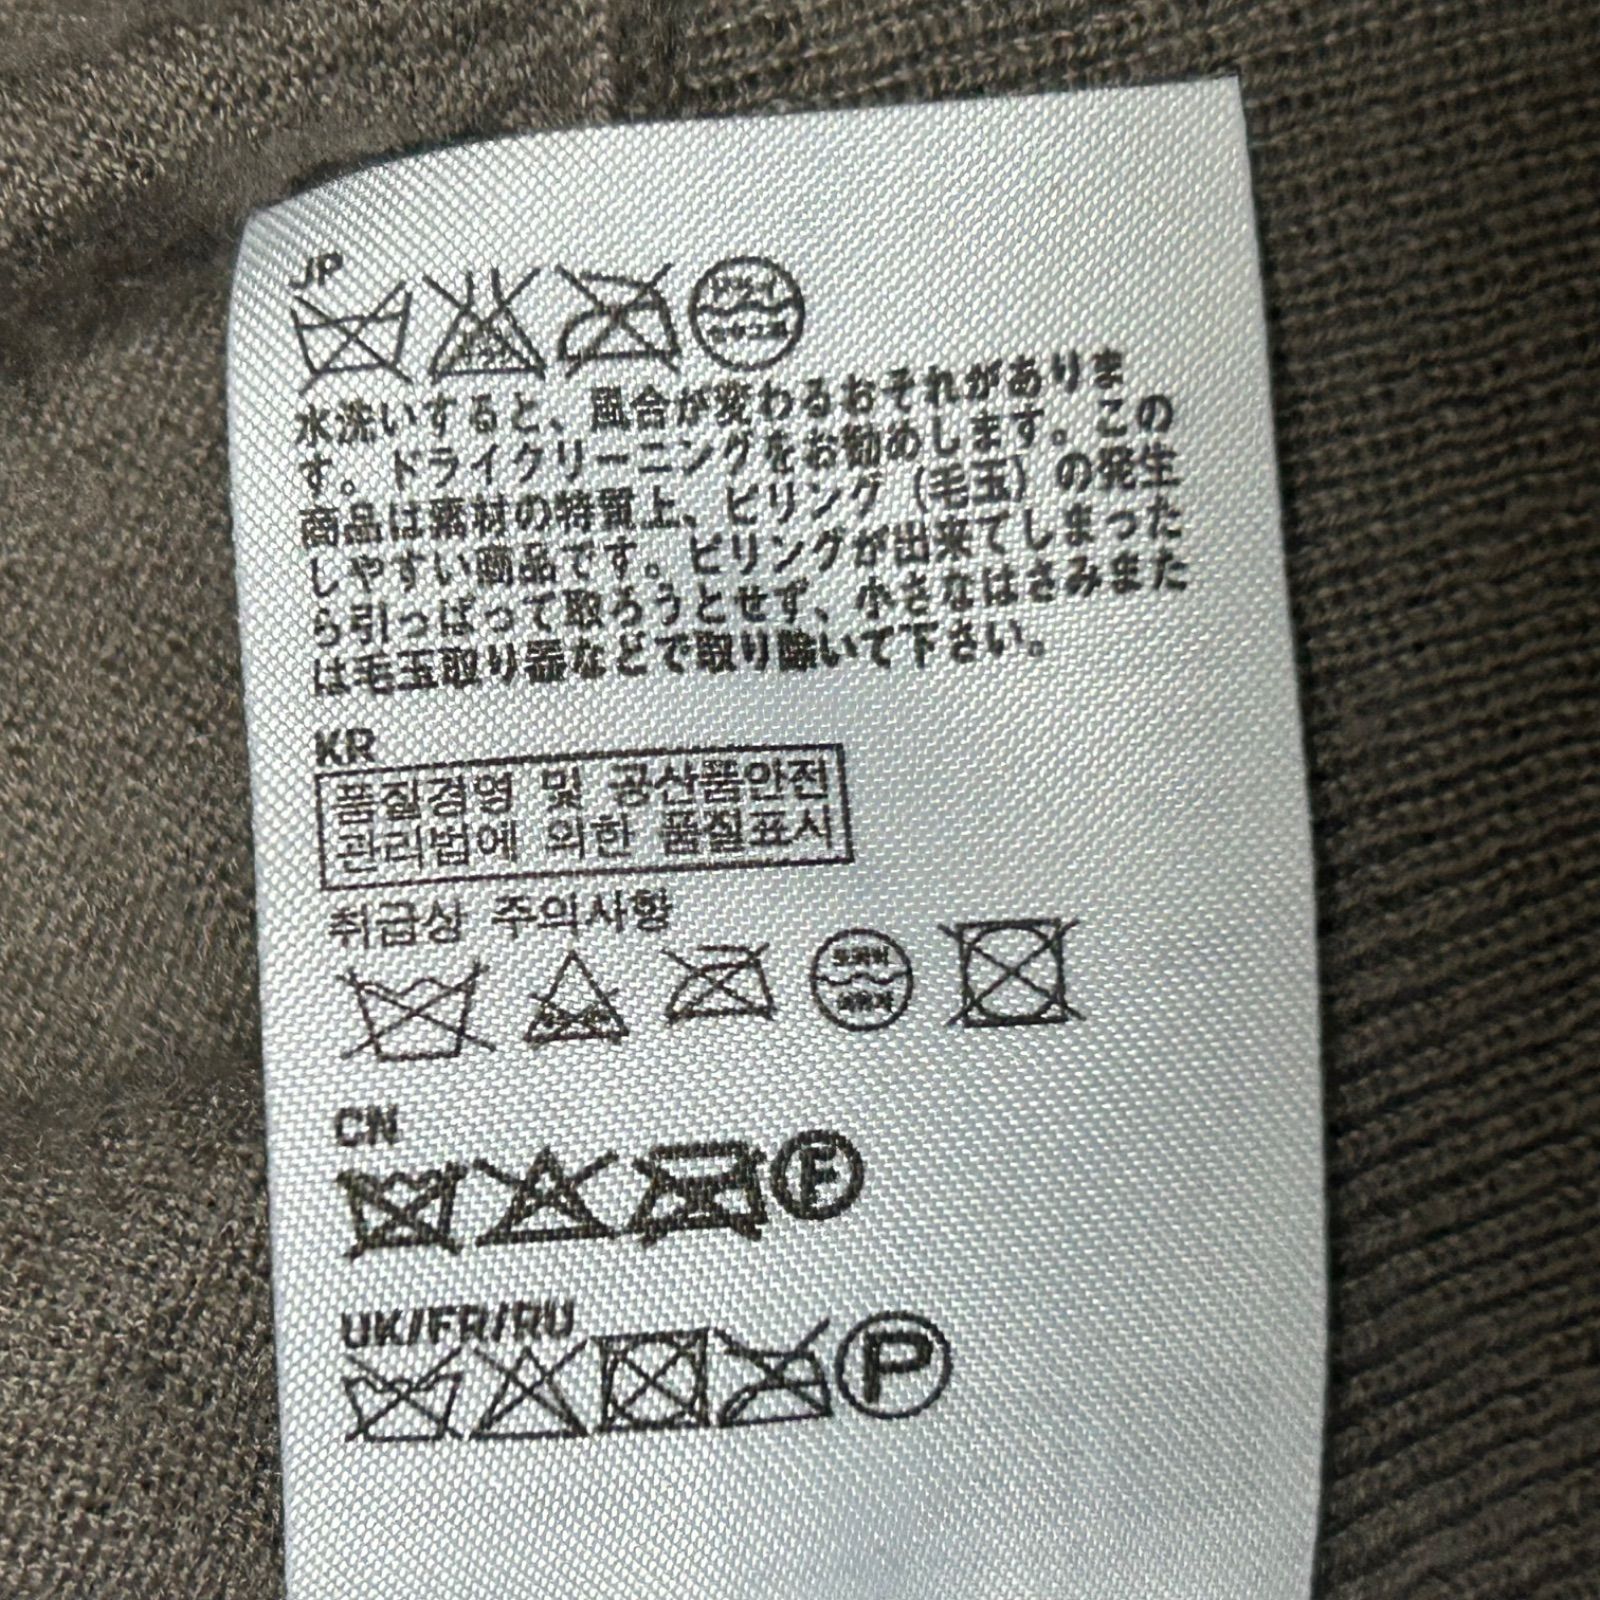 JP
水洗いすると、風合が変わるおそれがありま
す。ドライクリーニングをお勧めします。この
商品は素材の特質上、ピリング（毛玉）の発生
しやすい商品です。ピリングが出来てしまった
ら引っぱって取ろうとせず、小さなはさみまた
は毛玉取り器などで取り除いて下さい。
KR
품질경영 및 공산품안전
관리법에 의한 품질표시
취급상 주의사항
CN
F
UK/FR/RU
P